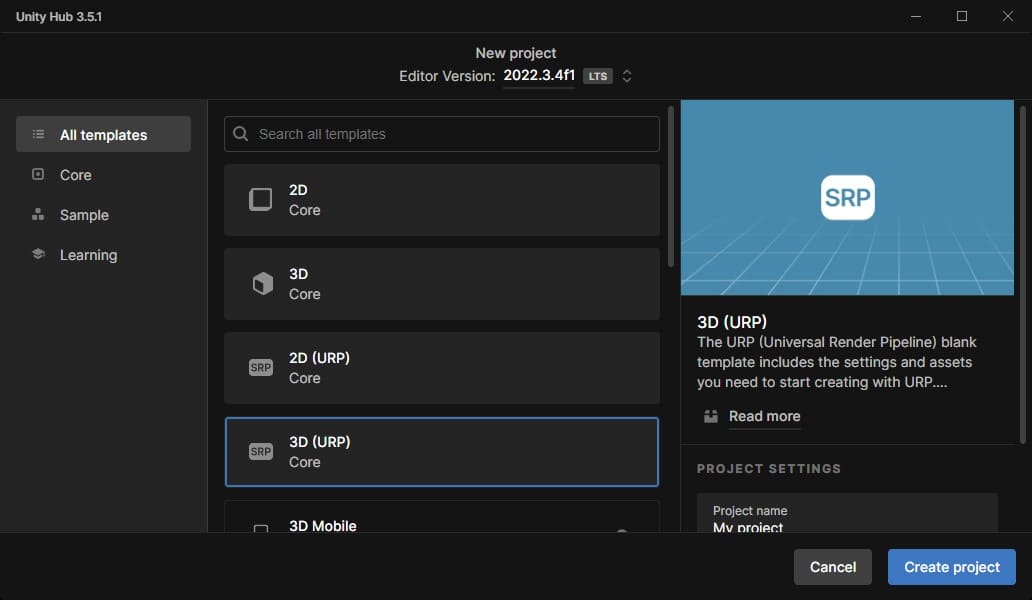 Unity Hub 3.5.1
New project
Editor Version: 2022.3.4f1 LTS
All templates
Core
Sample
Learning
Search all templates
2D
Core
3D
Core
SRP
2D (URP)
Core
SRP
3D (URP)
Core
3D Mobile
SRP
3D (URP)
The URP (Universal Render Pipeline) blank
template includes the settings and assets
you need to start creating with URP....
Read more
PROJECT SETTINGS
Project name
My project
Cancel
Create project